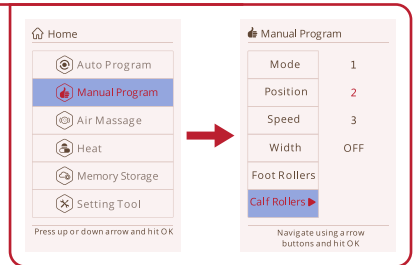 Home
Auto Program
Manual Program
Air Massage
Heat
Memory Storage
Setting Tool
Press up or down arrow and hit OK
Manual Program
Mode 1
Position 2
Speed 3
Width OFF
Foot Rollers
Calf Rollers
Navigate using arrow
buttons and hit OK